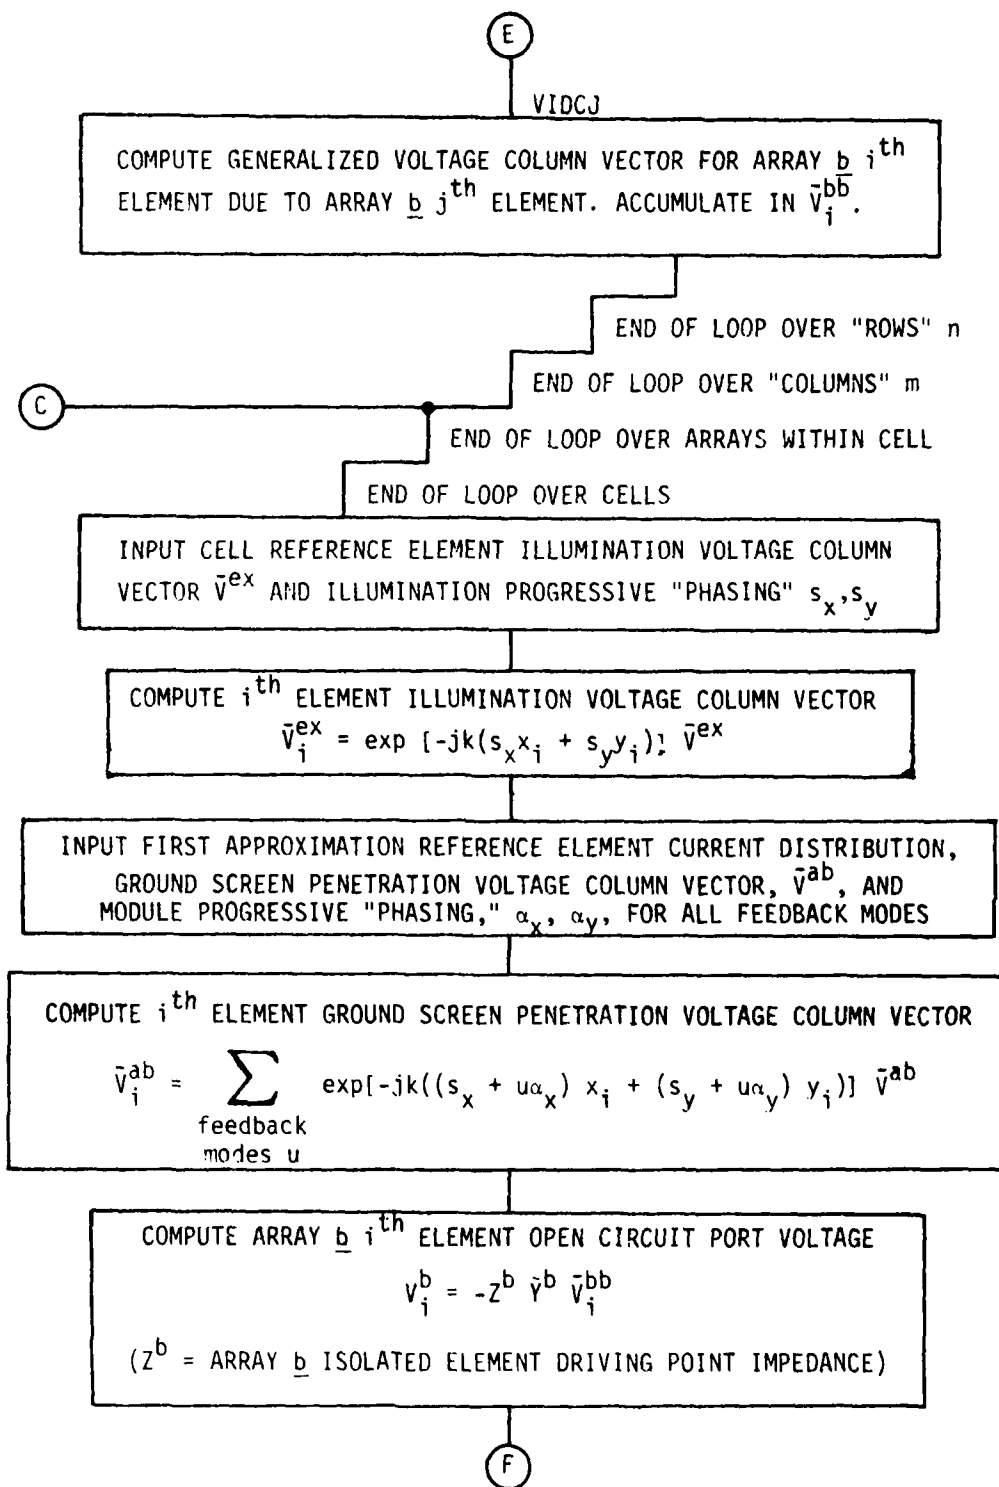 E
VIDCJ
COMPUTE GENERALIZED VOLTAGE COLUMN VECTOR FOR ARRAY b i^th
ELEMENT DUE TO ARRAY b j^th ELEMENT. ACCUMULATE IN V̄_i^bb.
END OF LOOP OVER "ROWS" n
END OF LOOP OVER "COLUMNS" m
C
END OF LOOP OVER ARRAYS WITHIN CELL
END OF LOOP OVER CELLS
INPUT CELL REFERENCE ELEMENT ILLUMINATION VOLTAGE COLUMN
VECTOR V̄^ex AND ILLUMINATION PROGRESSIVE "PHASING" s_x,s_y
COMPUTE i^th ELEMENT ILLUMINATION VOLTAGE COLUMN VECTOR
V̄_i^ex = exp [-jk(s_x x_i + s_y y_i)] V̄^ex
INPUT FIRST APPROXIMATION REFERENCE ELEMENT CURRENT DISTRIBUTION,
GROUND SCREEN PENETRATION VOLTAGE COLUMN VECTOR, V̄^ab, AND
MODULE PROGRESSIVE "PHASING," α_x, α_y, FOR ALL FEEDBACK MODES
COMPUTE i^th ELEMENT GROUND SCREEN PENETRATION VOLTAGE COLUMN VECTOR
V̄_i^ab = ∑ exp[-jk((s_x + uα_x) x_i + (s_y + uα_y) y_i)] V̄^ab
feedback
modes u
COMPUTE ARRAY b i^th ELEMENT OPEN CIRCUIT PORT VOLTAGE
V_i^b = -Z^b Ȳ^b V̄_i^bb
(Z^b = ARRAY b ISOLATED ELEMENT DRIVING POINT IMPEDANCE)
F